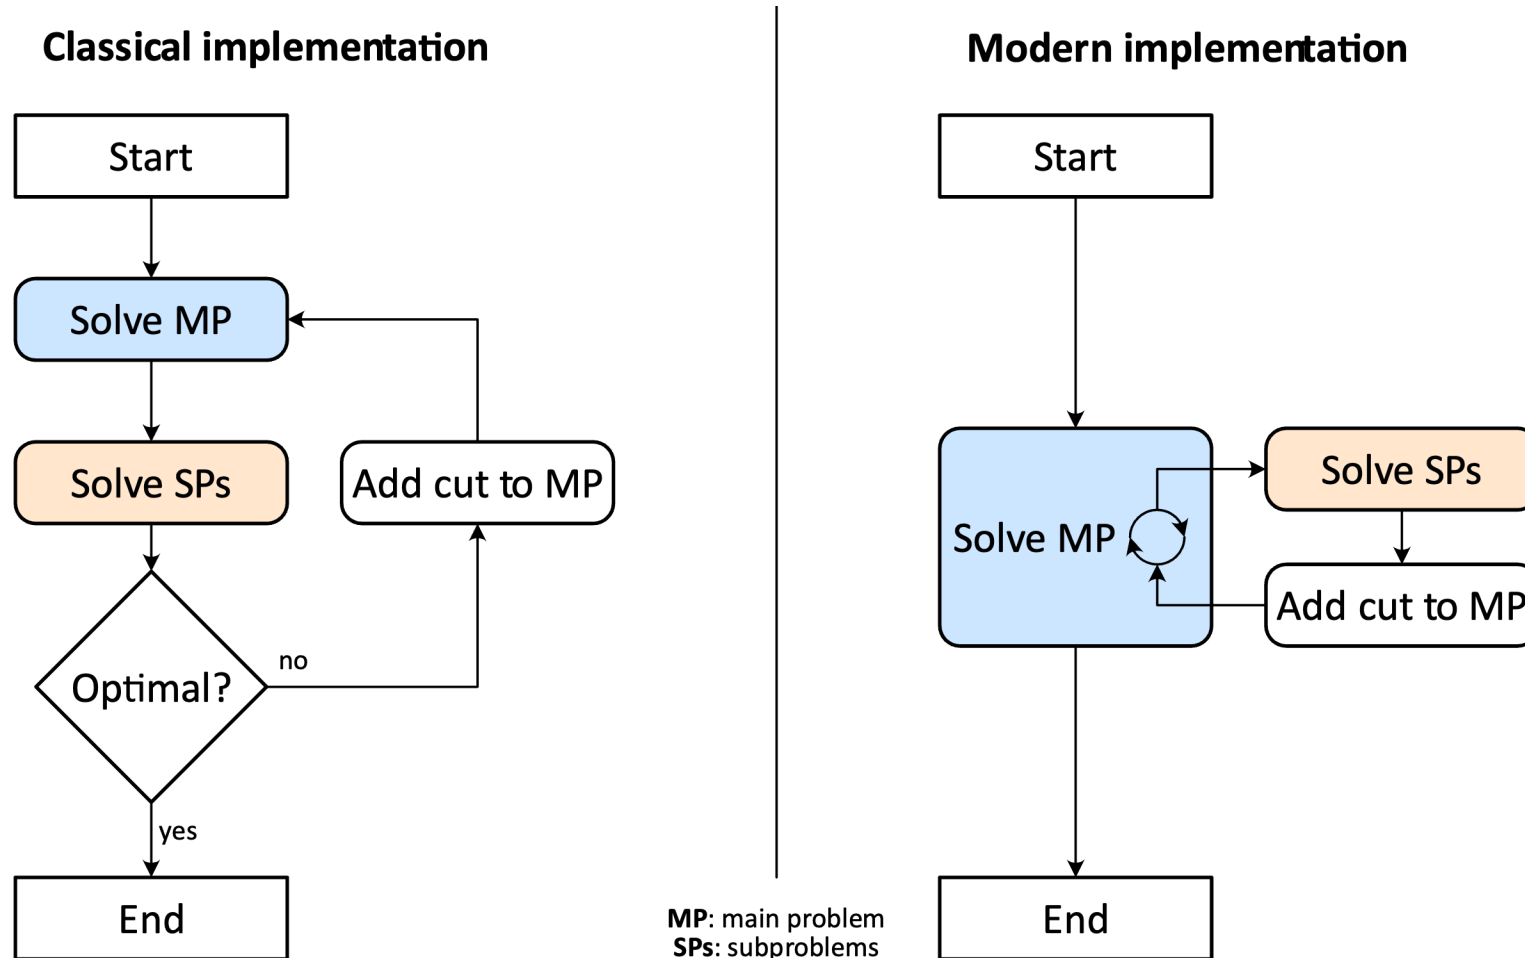 Classical implementation
Start
Solve MP
Solve SPs
Add cut to MP
Optimal?
no
yes
End
Modern implementation
Start
Solve MP
Solve SPs
Add cut to MP
End
MP: main problem
SPs: subproblems